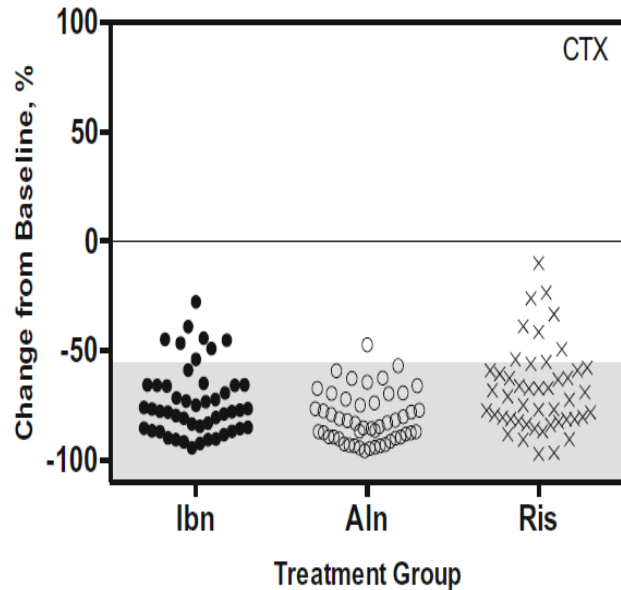 100
CTX
50
0
-50
-100
Change from Baseline, %
Ibn Aln Ris
Treatment Group